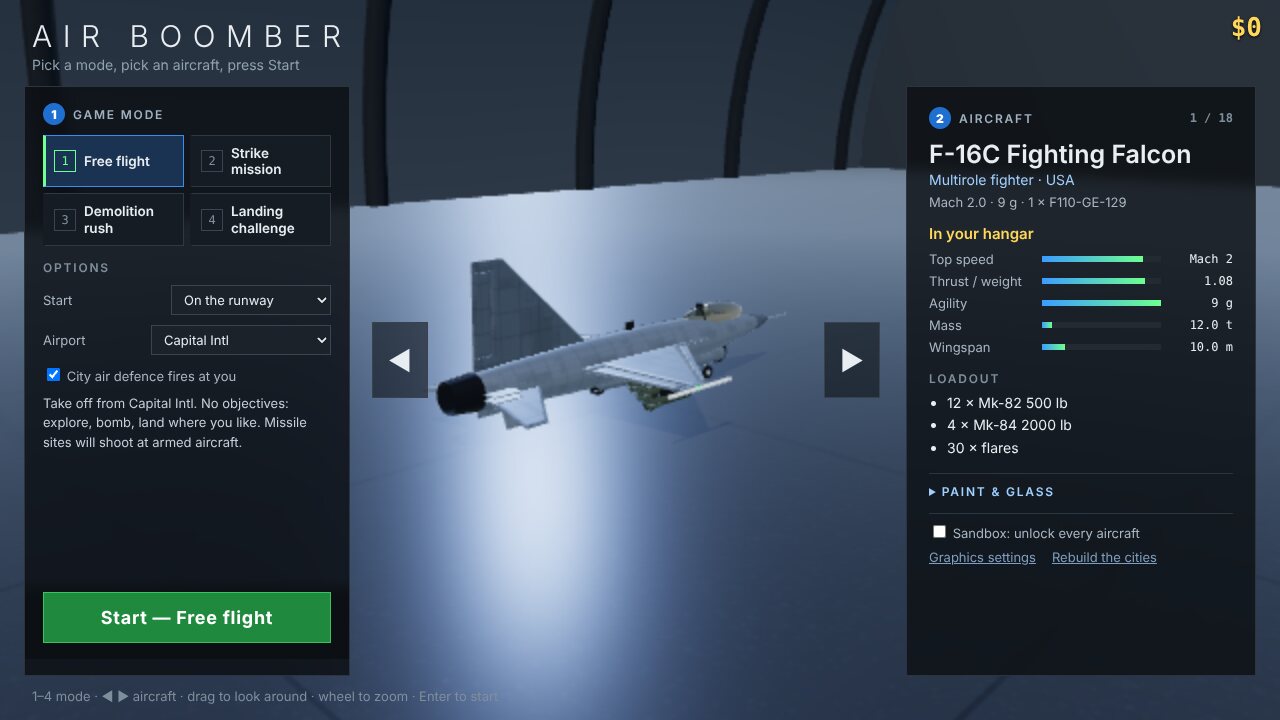 AIR BOOMBER
Pick a mode, pick an aircraft, press Start
$0
1 GAME MODE
1 Free flight
2 Strike
mission
3 Demolition
rush
4 Landing
challenge
OPTIONS
Start On the runway
Airport Capital Intl
City air defence fires at you
Take off from Capital Intl. No objectives:
explore, bomb, land where you like. Missile
sites will shoot at armed aircraft.
Start — Free flight
2 AIRCRAFT 1 / 18
F-16C Fighting Falcon
Multirole fighter · USA
Mach 2.0 · 9 g · 1 × F110-GE-129
In your hangar
Top speed Mach 2
Thrust / weight 1.08
Agility 9 g
Mass 12.0 t
Wingspan 10.0 m
LOADOUT
• 12 × Mk-82 500 lb
• 4 × Mk-84 2000 lb
• 30 × flares
▸ PAINT & GLASS
Sandbox: unlock every aircraft
Graphics settings Rebuild the cities
1–4 mode · ◀ ▶ aircraft · drag to look around · wheel to zoom · Enter to start